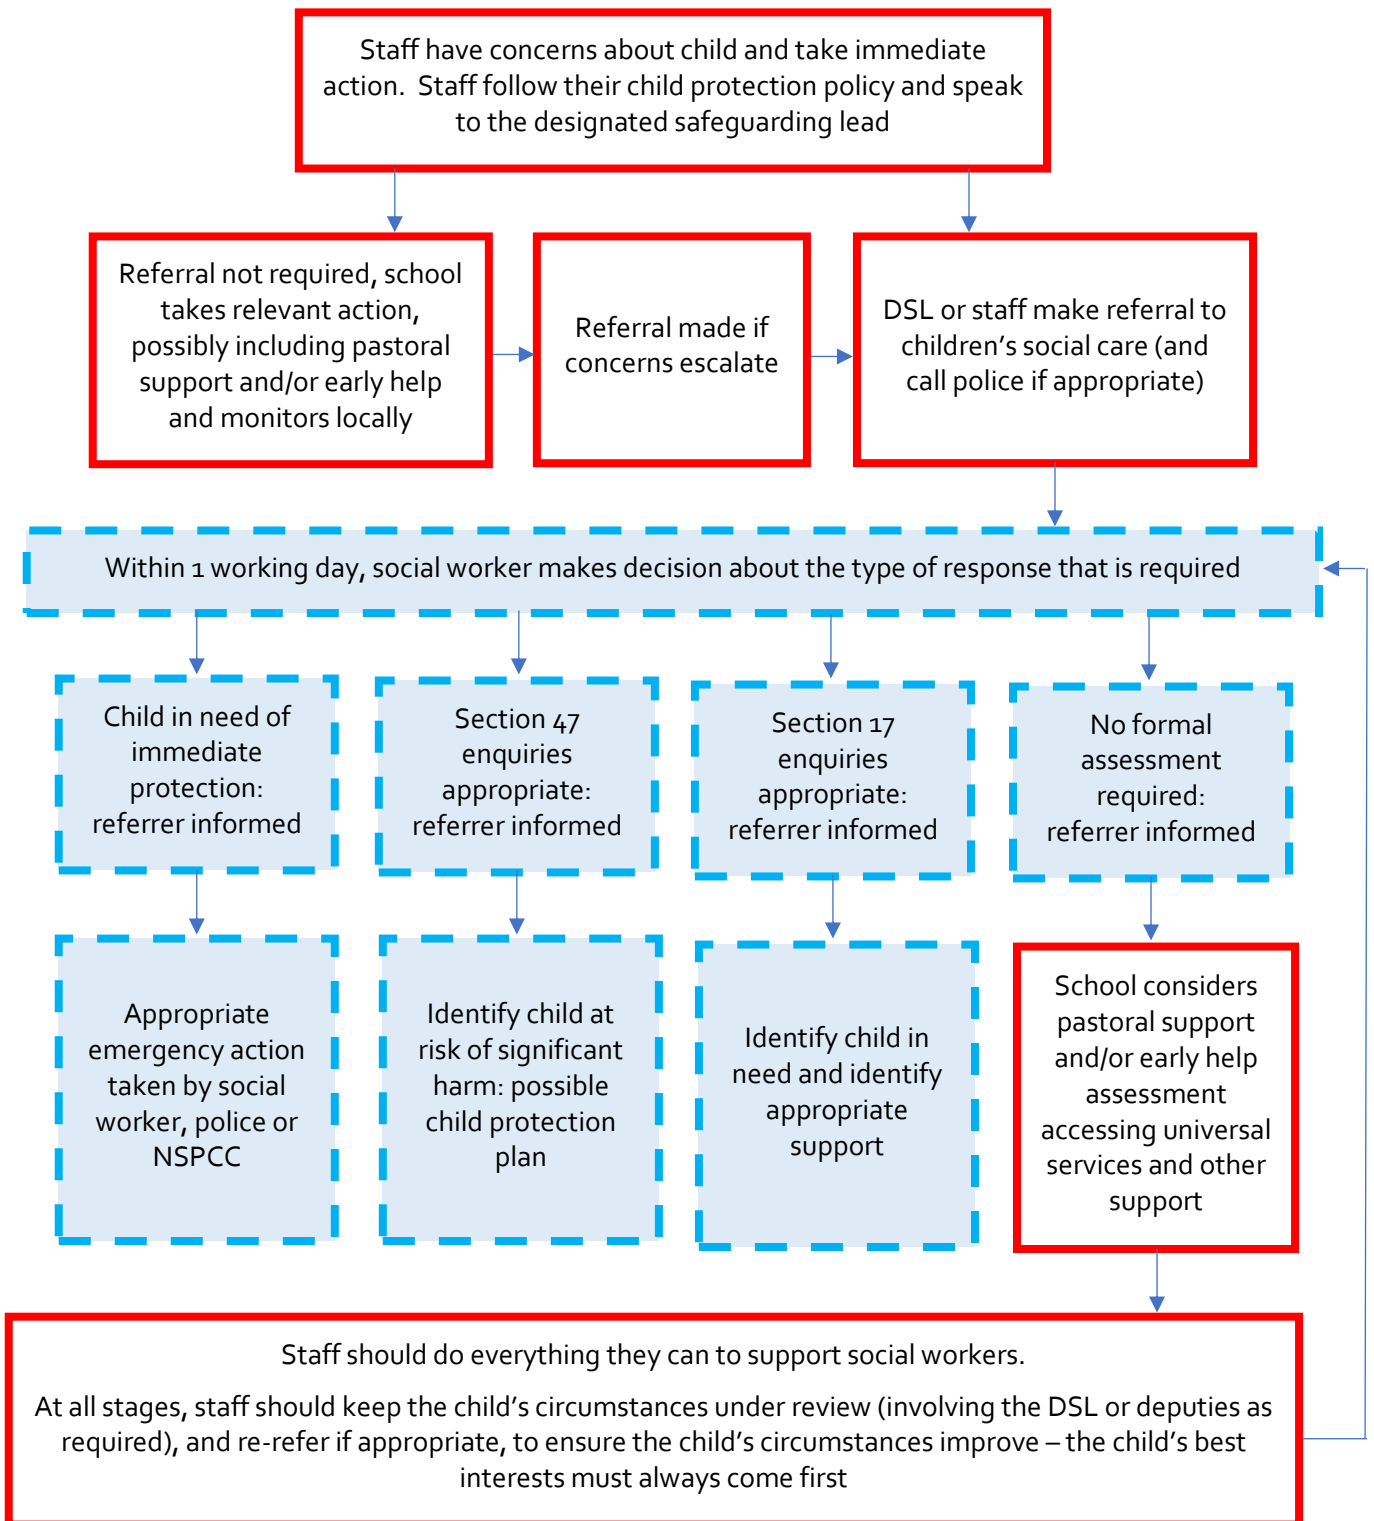 Staff have concerns about child and take immediate
action.  Staff follow their child protection policy and speak
to the designated safeguarding lead
Referral not required, school
takes relevant action,
possibly including pastoral
support and/or early help
and monitors locally
Referral made if
concerns escalate
DSL or staff make referral to
children’s social care (and
call police if appropriate)
Within 1 working day, social worker makes decision about the type of response that is required
Child in need of
immediate
protection:
referrer informed
Section 47
enquiries
appropriate:
referrer informed
Section 17
enquiries
appropriate:
referrer informed
No formal
assessment
required:
referrer informed
Appropriate
emergency action
taken by social
worker, police or
NSPCC
Identify child at
risk of significant
harm: possible
child protection
plan
Identify child in
need and identify
appropriate
support
School considers
pastoral support
and/or early help
assessment
accessing universal
services and other
support
Staff should do everything they can to support social workers.
At all stages, staff should keep the child’s circumstances under review (involving the DSL or deputies as
required), and re-refer if appropriate, to ensure the child’s circumstances improve – the child’s best
interests must always come first